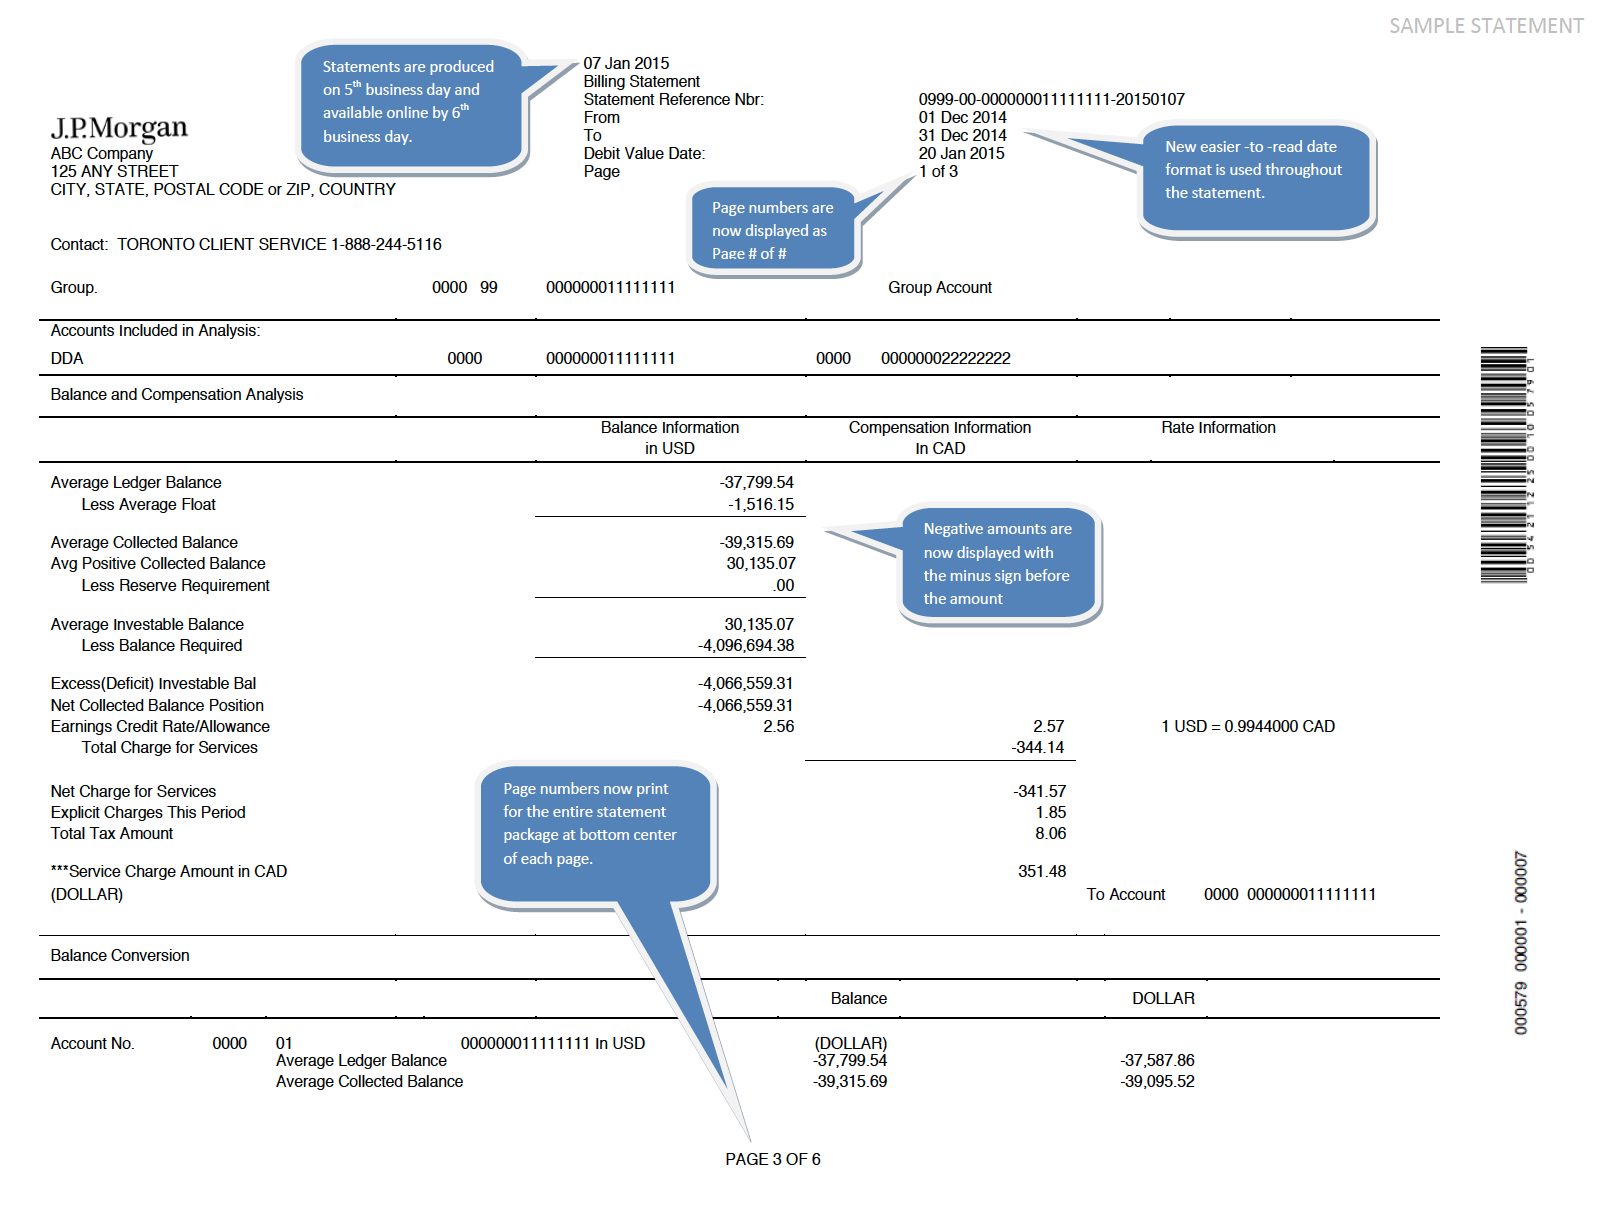 SAMPLE STATEMENT
Statements are produced
on 5th business day and
available online by 6th
business day.
07 Jan 2015
Billing Statement
Statement Reference Nbr: 0999-00-000000011111111-20150107
From 01 Dec 2014
To 31 Dec 2014
Debit Value Date: 20 Jan 2015
Page 1 of 3
New easier -to -read date
format is used throughout
the statement.
Page numbers are
now displayed as
Page # of #
J.P.Morgan
ABC Company
125 ANY STREET
CITY, STATE, POSTAL CODE or ZIP, COUNTRY
Contact: TORONTO CLIENT SERVICE 1-888-244-5116
Group. 0000 99 000000011111111 Group Account
Accounts Included in Analysis:
DDA 0000 000000011111111 0000 000000022222222
Balance and Compensation Analysis
Balance Information Compensation Information Rate Information
in USD In CAD
Average Ledger Balance -37,799.54
Less Average Float -1,516.15
Average Collected Balance -39,315.69
Avg Positive Collected Balance 30,135.07
Less Reserve Requirement .00
Negative amounts are
now displayed with
the minus sign before
the amount
Average Investable Balance 30,135.07
Less Balance Required -4,096,694.38
Excess(Deficit) Investable Bal -4,066,559.31
Net Collected Balance Position -4,066,559.31
Earnings Credit Rate/Allowance 2.56 2.57 1 USD = 0.9944000 CAD
Total Charge for Services -344.14
Net Charge for Services -341.57
Explicit Charges This Period 1.85
Total Tax Amount 8.06
Page numbers now print
for the entire statement
package at bottom center
of each page.
***Service Charge Amount in CAD 351.48
(DOLLAR) To Account 0000 000000011111111
Balance Conversion
Balance DOLLAR
Account No. 0000 01 000000011111111 In USD (DOLLAR)
Average Ledger Balance -37,799.54 -37,587.86
Average Collected Balance -39,315.69 -39,095.52
PAGE 3 OF 6
000579 000001 - 000007